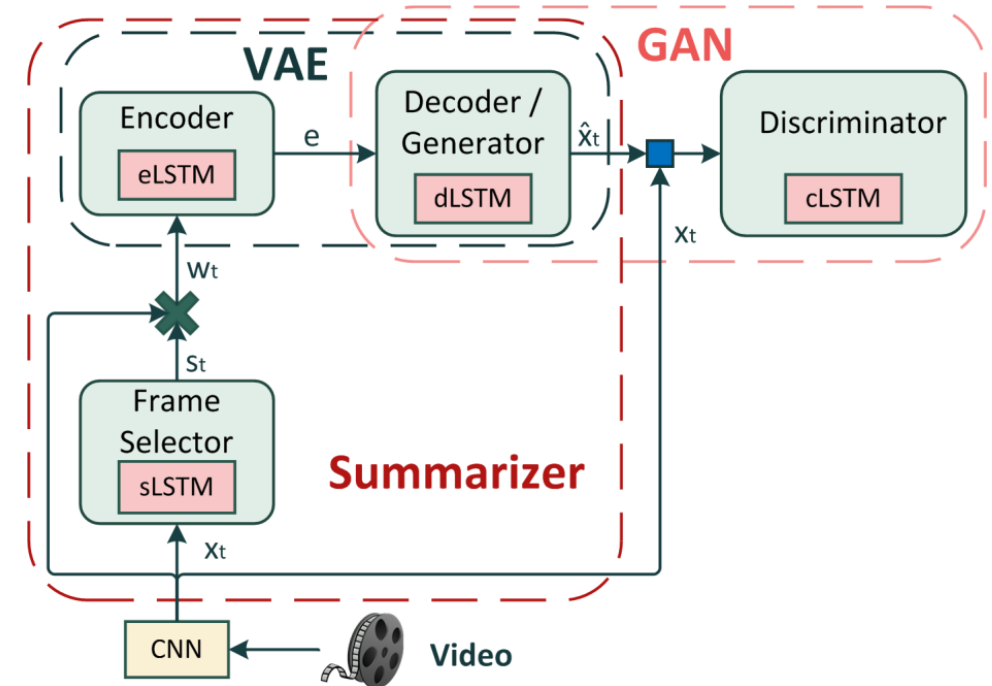 VAE
GAN
Encoder
eLSTM
e
Decoder /
Generator
dLSTM
x̂t
Discriminator
cLSTM
xt
wt
st
Frame
Selector
sLSTM
Summarizer
xt
CNN
Video